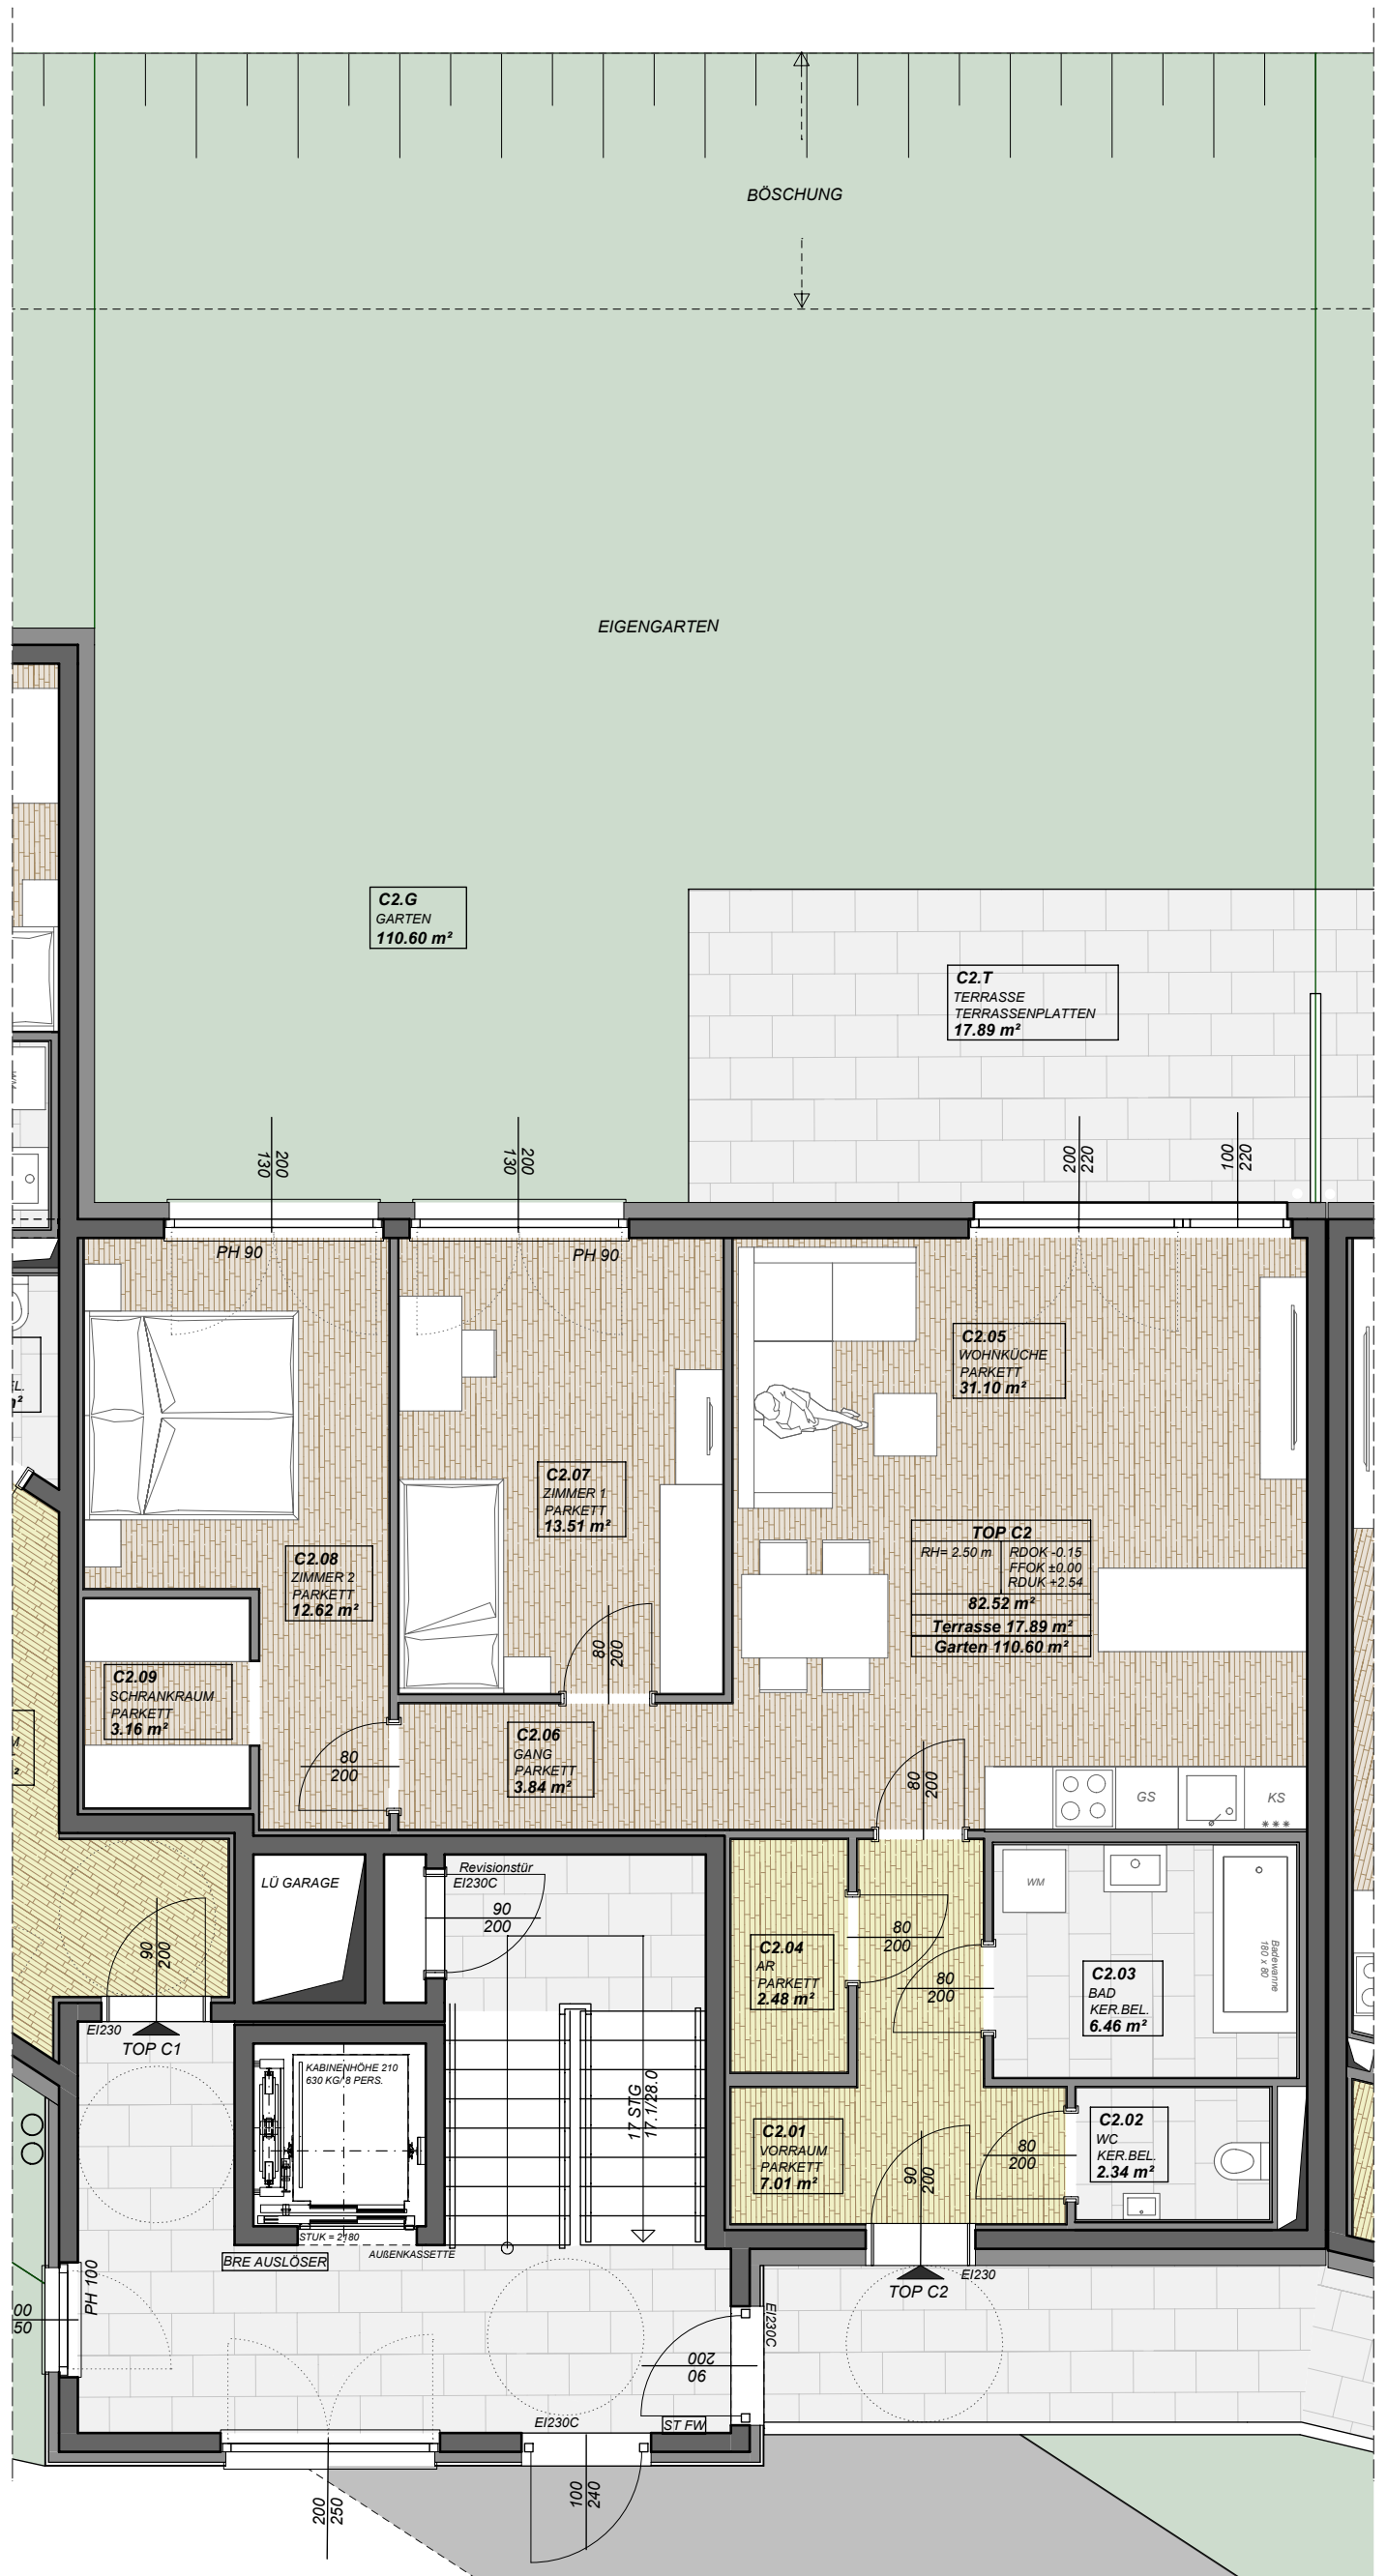 BÖSCHUNG
EIGENGARTEN
C2.G
GARTEN
110.60 m²
C2.T
TERRASSE
TERRASSENPLATTEN
17.89 m²
130
200
130
200
200
220
100
220
PH 90
PH 90
WM
C2.05
WOHNKÜCHE
PARKETT
31.10 m²
C2.07
ZIMMER 1
PARKETT
13.51 m²
TOP C2
RH= 2.50 m
RDOK -0.15
FFOK ±0.00
RDUK +2.54
82.52 m²
Terrasse 17.89 m²
Garten 110.60 m²
C2.08
ZIMMER 2
PARKETT
12.62 m²
80
200
C2.09
SCHRANKRAUM
PARKETT
3.16 m²
C2.06
GANG
PARKETT
3.84 m²
80
200
80
200
GS
KS
LÜ GARAGE
Revisionstür
EI230C
90
200
WM
Badewanne
180 x 80
90
200
C2.04
AR
PARKETT
2.48 m²
80
200
80
200
C2.03
BAD
KER.BEL.
6.46 m²
EI230
TOP C1
KABINENHÖHE 210
630 KG/ 8 PERS.
17 STG
17.1/28.0
C2.01
VORRAUM
PARKETT
7.01 m²
90
200
80
200
C2.02
WC
KER.BEL.
2.34 m²
STUK = 2180
AUßENKASSETTE
BRE AUSLÖSER
EI230
TOP C2
PH 100
00
50
EI230C
90
200
EI230C
ST FW
200
250
100
240